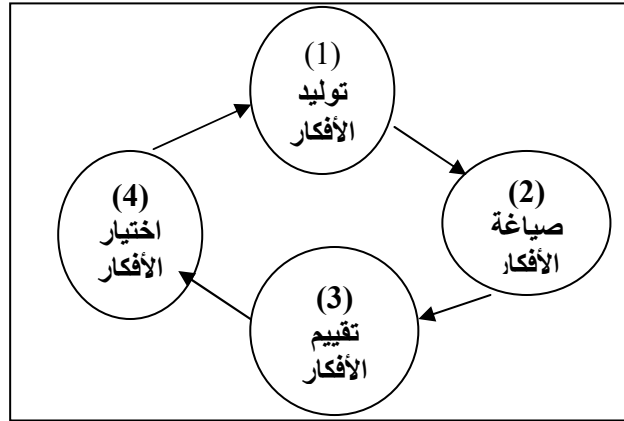 (1)
توليد
الأفكار
(2)
صياغة
الأفكار
(3)
تقييم
الأفكار
(4)
اختيار
الأفكار